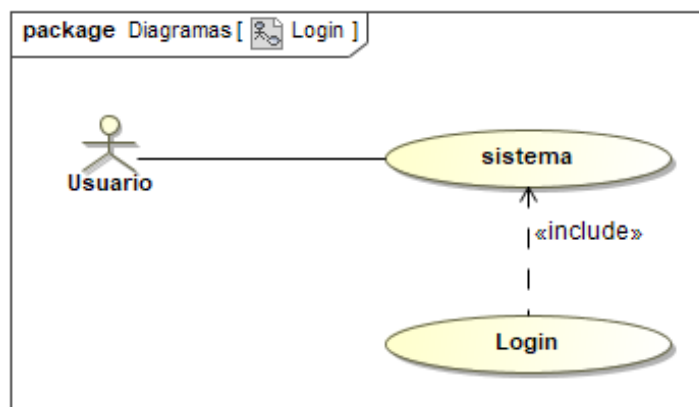 package Diagramas [ Login ]
sistema
Usuario
«include»
Login